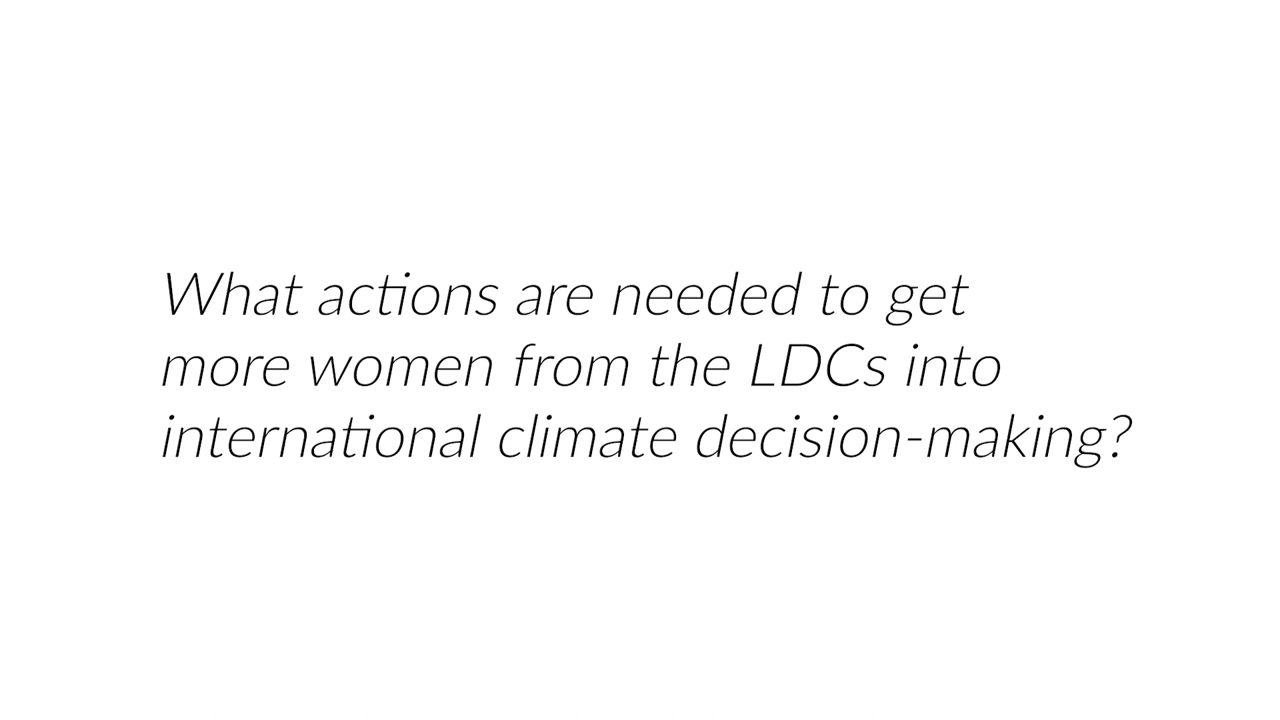 What actions are needed to get
more women from the LDCs into
international climate decision-making?